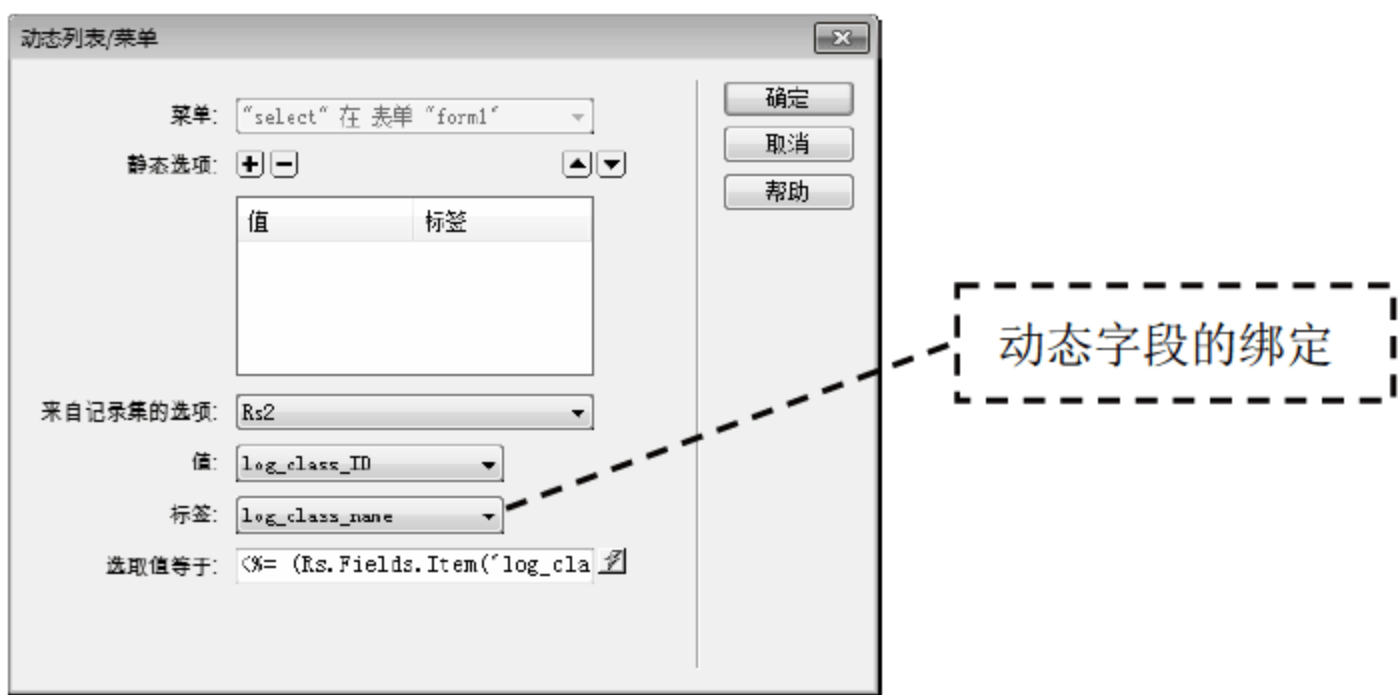 动态列表/菜单
菜单: "select" 在 表单 "form1"
确定
静态选项:
取消
帮助
值 标签
动态字段的绑定
来自记录集的选项: Rs2
值: log_class_ID
标签: log_class_name
选取值等于: <%= (Rs.Fields.Item("log_cla